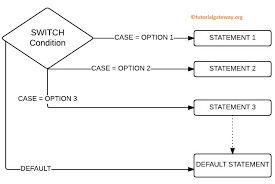 ©tutorialgateway.org
SWITCH
Condition
CASE = OPTION 1
STATEMENT 1
CASE = OPTION 2
STATEMENT 2
CASE = OPTION 3
STATEMENT 3
DEFAULT
DEFAULT STATEMENT